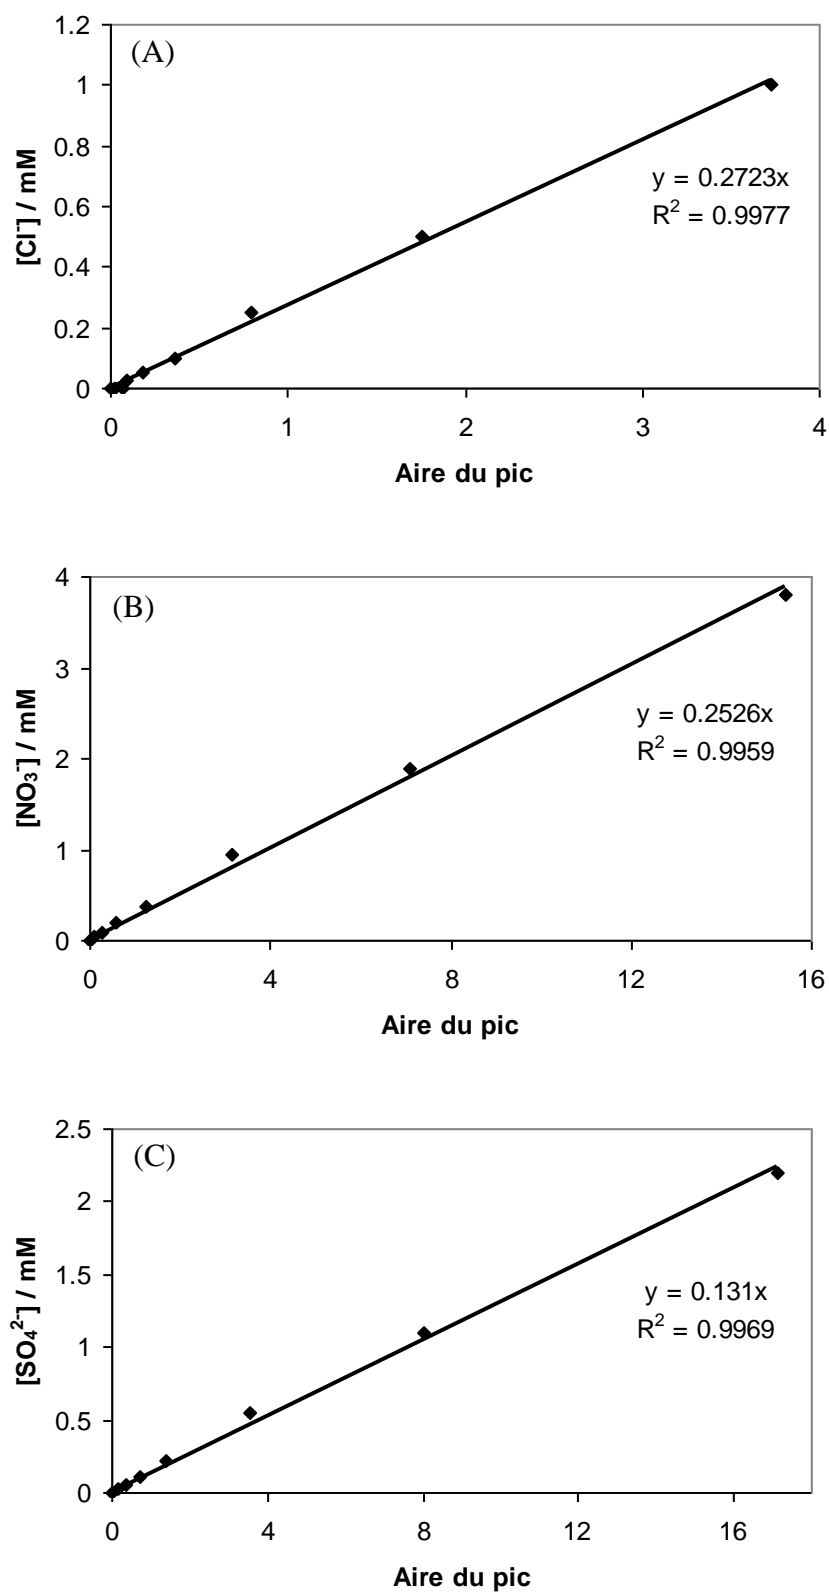 (A)
[Cl⁻] / mM
1.2
1
0.8
0.6
0.4
0.2
0
y = 0.2723x
R² = 0.9977
0 1 2 3 4
Aire du pic
(B)
[NO₃⁻] / mM
4
3
2
1
0
y = 0.2526x
R² = 0.9959
0 4 8 12 16
Aire du pic
(C)
[SO₄²⁻] / mM
2.5
2
1.5
1
0.5
0
y = 0.131x
R² = 0.9969
0 4 8 12 16
Aire du pic